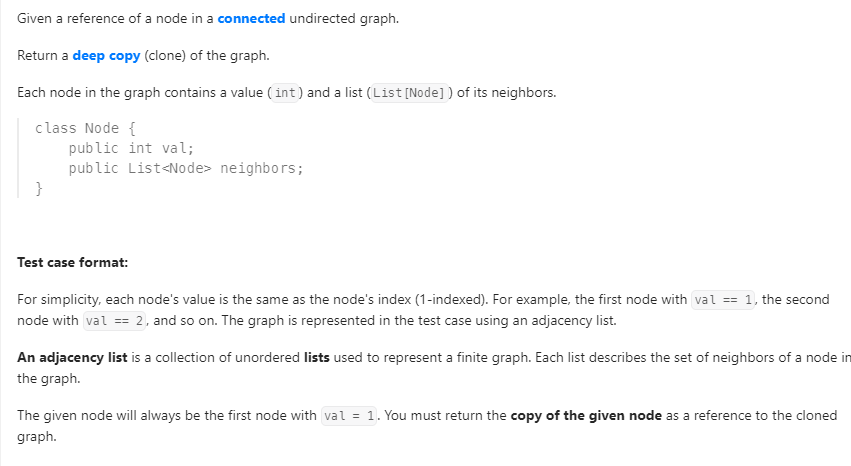 Given a reference of a node in a connected undirected graph.
Return a deep copy (clone) of the graph.
Each node in the graph contains a value (int) and a list (List[Node]) of its neighbors.
class Node {
    public int val;
    public List<Node> neighbors;
}
Test case format:
For simplicity, each node's value is the same as the node's index (1-indexed). For example, the first node with val == 1, the second
node with val == 2, and so on. The graph is represented in the test case using an adjacency list.
An adjacency list is a collection of unordered lists used to represent a finite graph. Each list describes the set of neighbors of a node in
the graph.
The given node will always be the first node with val = 1. You must return the copy of the given node as a reference to the cloned
graph.